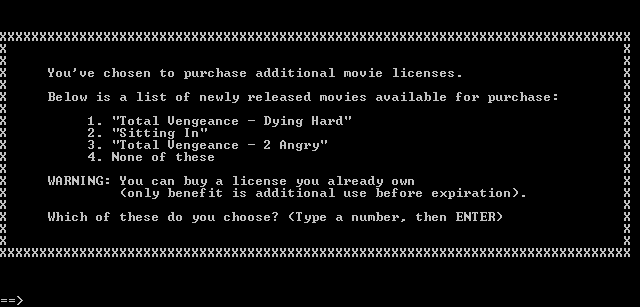 XXXXXXXXXXXXXXXXXXXXXXXXXXXXXXXXXXXXXXXXXXXXXXXXXXXXXXXXXXXXXXXXXXXXXXXXXXXXXXX
X X
X X
X You've chosen to purchase additional movie licenses. X
X X
X Below is a list of newly released movies available for purchase: X
X X
X 1. "Total Vengeance - Dying Hard" X
X 2. "Sitting In" X
X 3. "Total Vengeance - 2 Angry" X
X 4. None of these X
X X
X WARNING: You can buy a license you already own X
X (only benefit is additional use before expiration). X
X X
X Which of these do you choose? (Type a number, then ENTER) X
X X
X X
XXXXXXXXXXXXXXXXXXXXXXXXXXXXXXXXXXXXXXXXXXXXXXXXXXXXXXXXXXXXXXXXXXXXXXXXXXXXXXX
==>